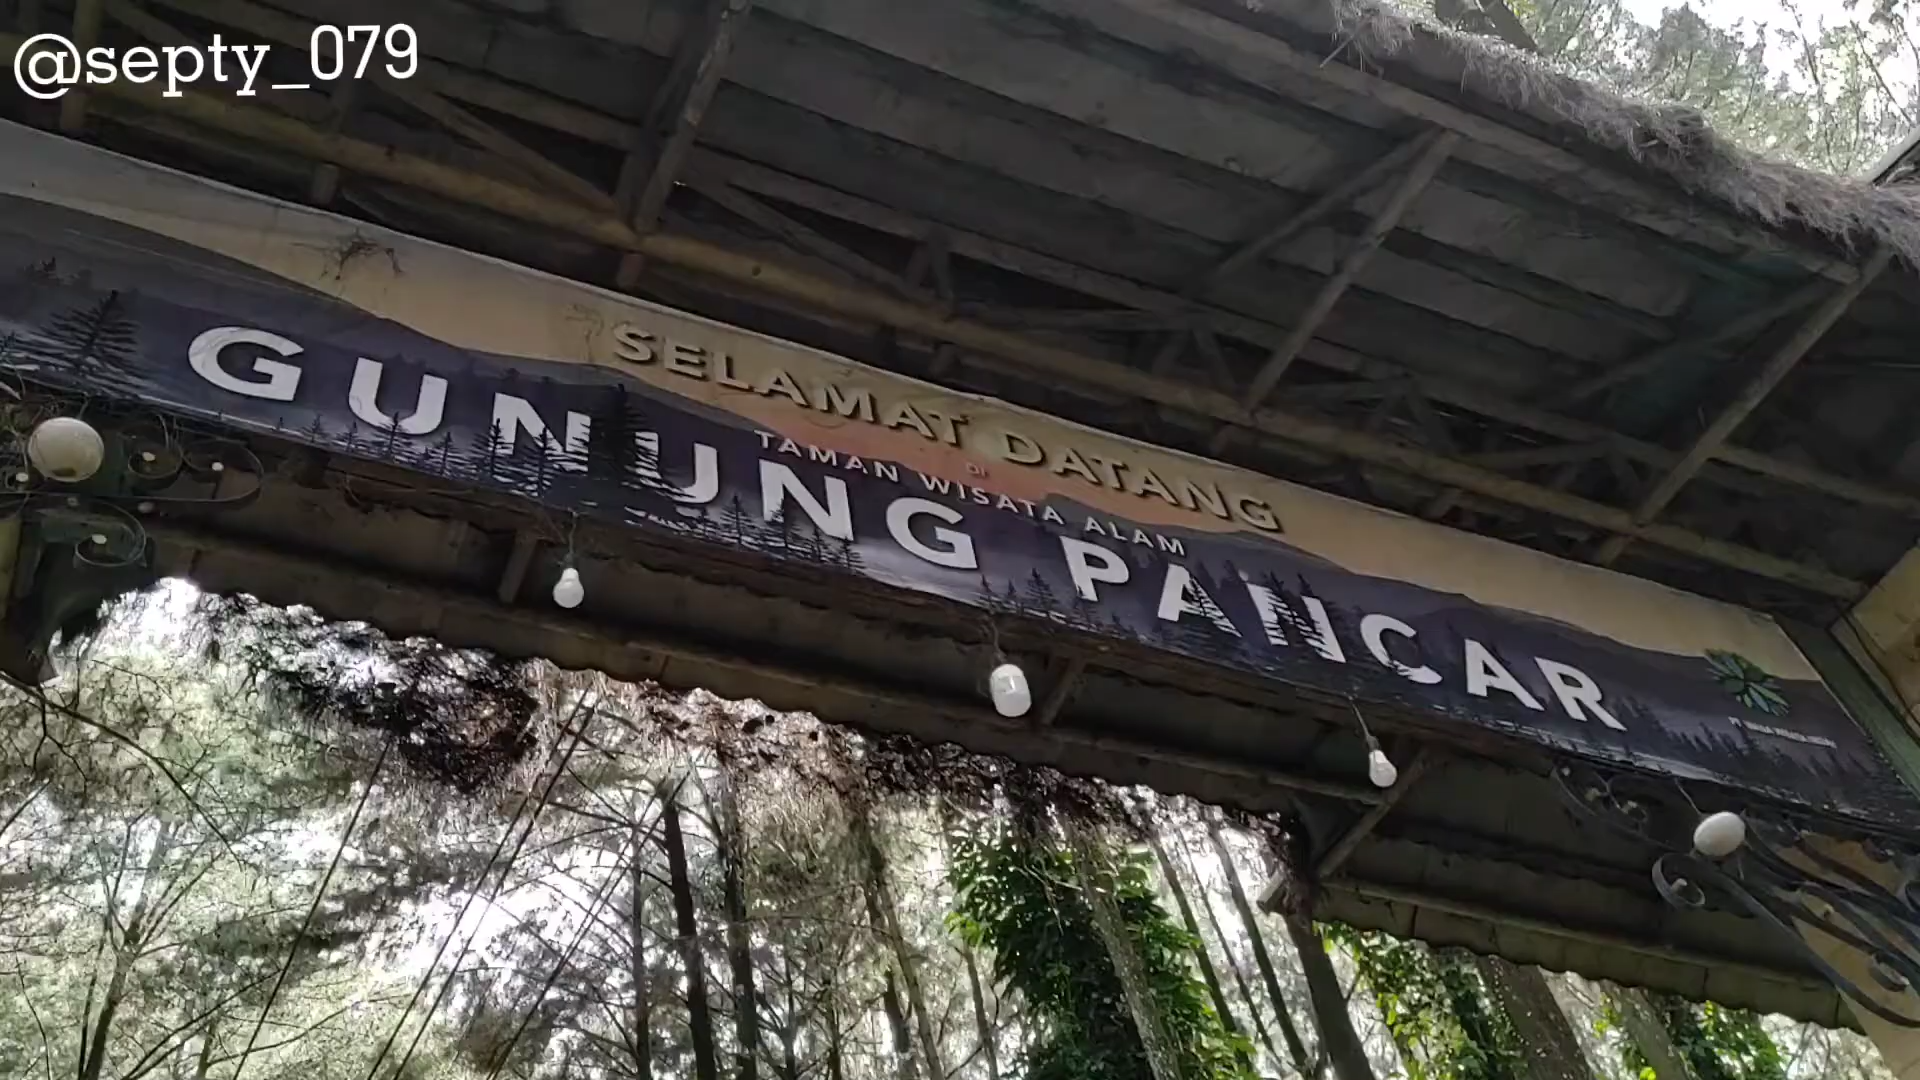 @septy_079
SELAMAT DATANG
DI
TAMAN WISATA ALAM
GUNUNG PANCAR